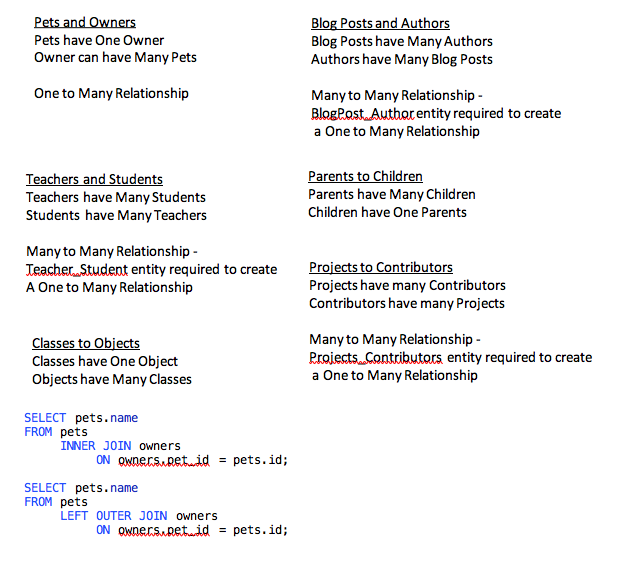 Pets and Owners
Pets have One Owner
Owner can have Many Pets
One to Many Relationship
Blog Posts and Authors
Blog Posts have Many Authors
Authors have Many Blog Posts
Many to Many Relationship -
BlogPost_Author entity required to create
a One to Many Relationship
Teachers and Students
Teachers have Many Students
Students have Many Teachers
Many to Many Relationship -
Teacher_Student entity required to create
A One to Many Relationship
Parents to Children
Parents have Many Children
Children have One Parents
Projects to Contributors
Projects have many Contributors
Contributors have many Projects
Many to Many Relationship -
Projects_Contributors entity required to create
a One to Many Relationship
Classes to Objects
Classes have One Object
Objects have Many Classes
SELECT pets.name
FROM pets
INNER JOIN owners
ON owners.pet_id = pets.id;
SELECT pets.name
FROM pets
LEFT OUTER JOIN owners
ON owners.pet_id = pets.id;